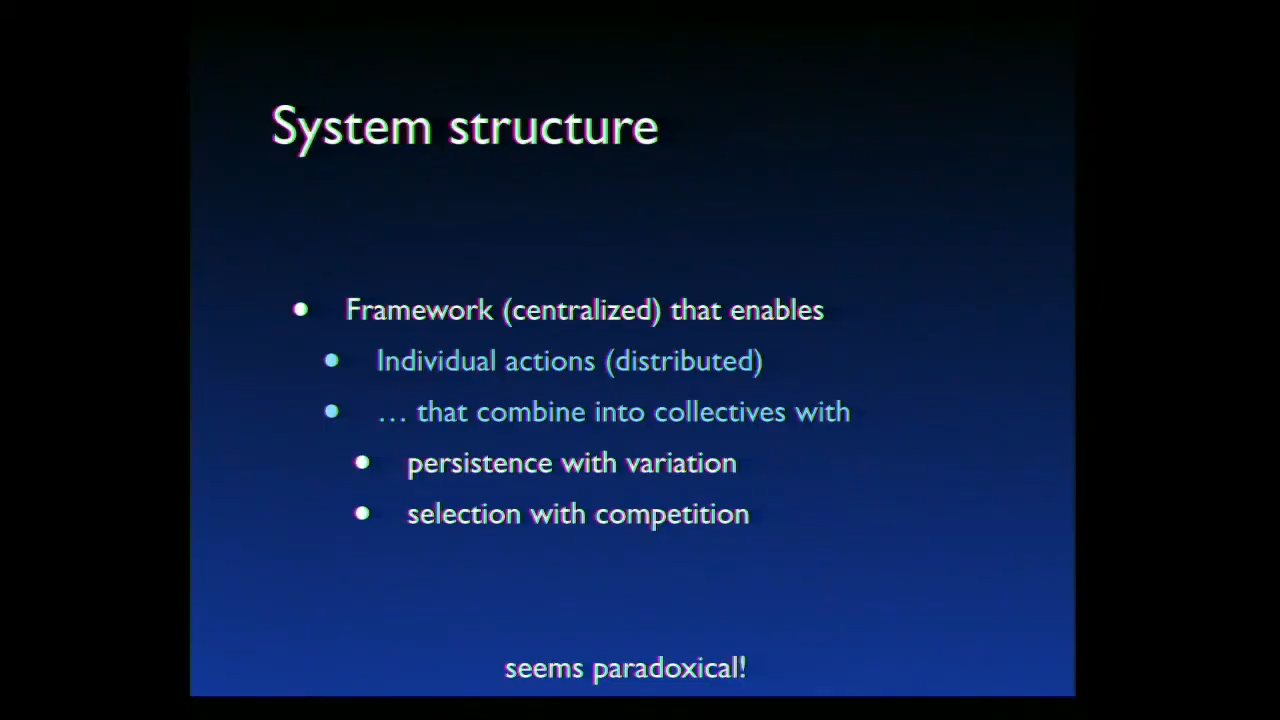 System structure
• Framework (centralized) that enables
• Individual actions (distributed)
• … that combine into collectives with
• persistence with variation
• selection with competition
seems paradoxical!